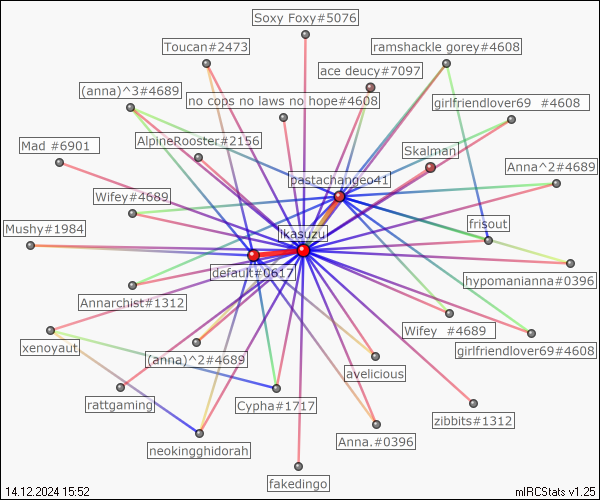 Soxy Foxy#5076
Toucan#2473
ramshackle gorey#4608
ace deucy#7097
(anna)^3#4689
no cops no laws no hope#4608
girlfriendlover69 #4608
AlpineRooster#2156
Mad #6901
Skalman
Anna^2#4689
pastachangeo41
Wifey#4689
frisout
Mushy#1984
ikasuzu
default#0617
hypomanianna#0396
Annarchist#1312
Wifey #4689
xenoyaut
(anna)^2#4689
girlfriendlover69#4608
avelicious
rattgaming
Cypha#1717
zibbits#1312
Anna.#0396
neokingghidorah
fakedingo
14.12.2024 15:52
mIRCStats v1.25